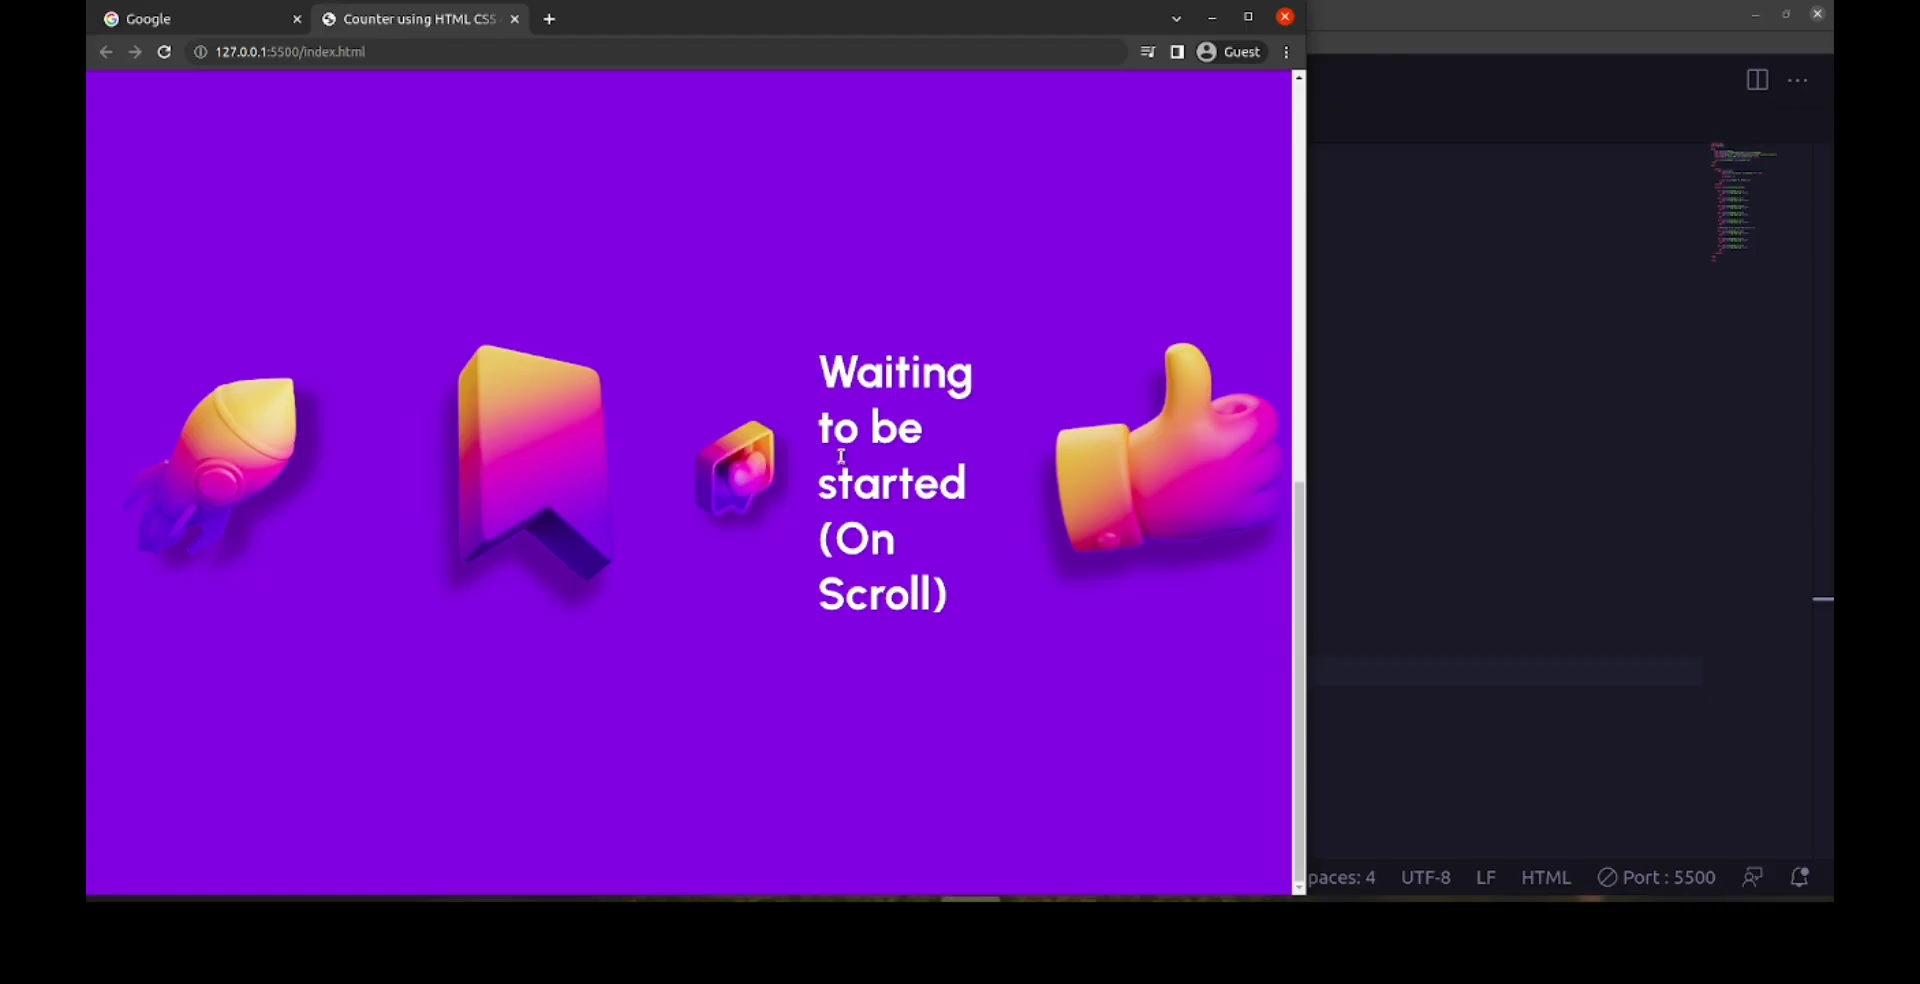 Google
Counter using HTML CSS
127.0.0.1:5500/index.html
Guest
Waiting
to be
started
(On
Scroll)
paces: 4
UTF-8
LF
HTML
Port : 5500